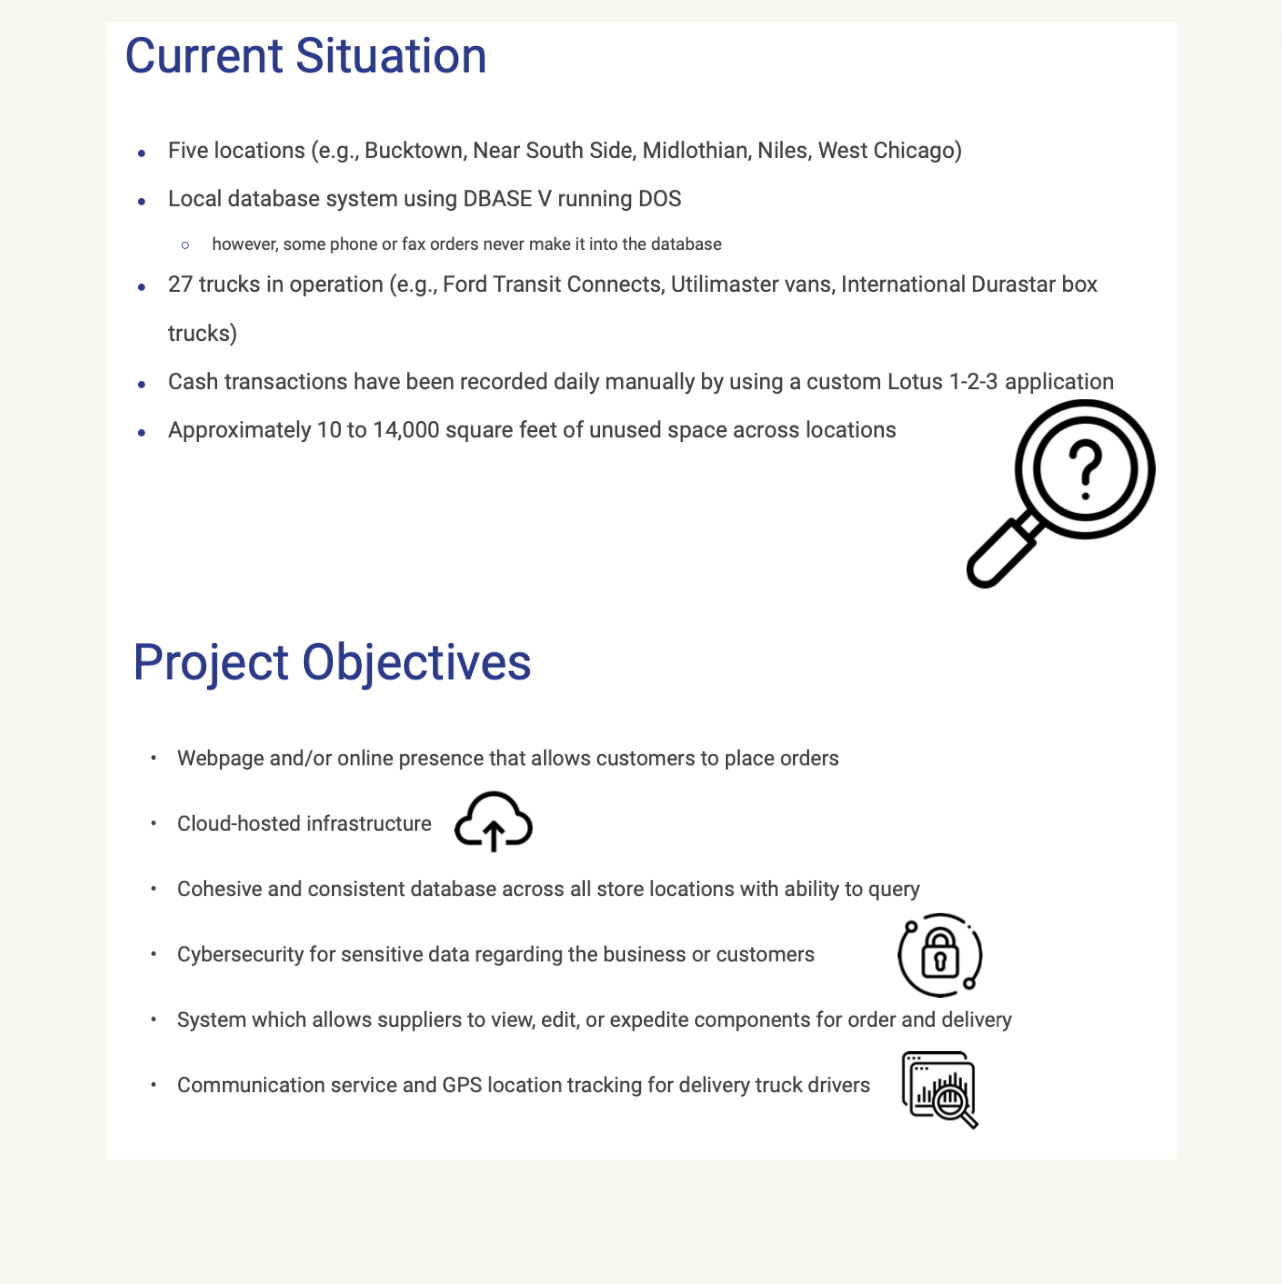 Current Situation
• Five locations (e.g., Bucktown, Near South Side, Midlothian, Niles, West Chicago)
• Local database system using DBASE V running DOS
○ however, some phone or fax orders never make it into the database
• 27 trucks in operation (e.g., Ford Transit Connects, Utilimaster vans, International Durastar box
trucks)
• Cash transactions have been recorded daily manually by using a custom Lotus 1-2-3 application
• Approximately 10 to 14,000 square feet of unused space across locations
?
Project Objectives
• Webpage and/or online presence that allows customers to place orders
• Cloud-hosted infrastructure
• Cohesive and consistent database across all store locations with ability to query
• Cybersecurity for sensitive data regarding the business or customers
• System which allows suppliers to view, edit, or expedite components for order and delivery
• Communication service and GPS location tracking for delivery truck drivers